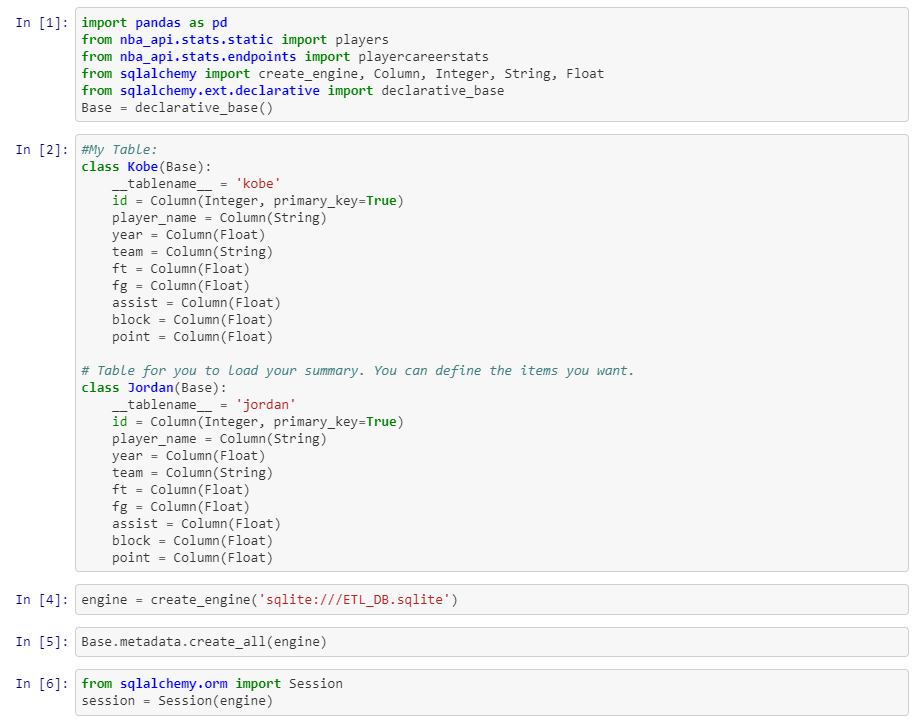 In [1]: import pandas as pd
from nba_api.stats.static import players
from nba_api.stats.endpoints import playercareerstats
from sqlalchemy import create_engine, Column, Integer, String, Float
from sqlalchemy.ext.declarative import declarative_base
Base = declarative_base()
In [2]: #My Table:
class Kobe(Base):
    __tablename__ = 'kobe'
    id = Column(Integer, primary_key=True)
    player_name = Column(String)
    year = Column(Float)
    team = Column(String)
    ft = Column(Float)
    fg = Column(Float)
    assist = Column(Float)
    block = Column(Float)
    point = Column(Float)
# Table for you to load your summary. You can define the items you want.
class Jordan(Base):
    __tablename__ = 'jordan'
    id = Column(Integer, primary_key=True)
    player_name = Column(String)
    year = Column(Float)
    team = Column(String)
    ft = Column(Float)
    fg = Column(Float)
    assist = Column(Float)
    block = Column(Float)
    point = Column(Float)
In [4]: engine = create_engine('sqlite:///ETL_DB.sqlite')
In [5]: Base.metadata.create_all(engine)
In [6]: from sqlalchemy.orm import Session
session = Session(engine)